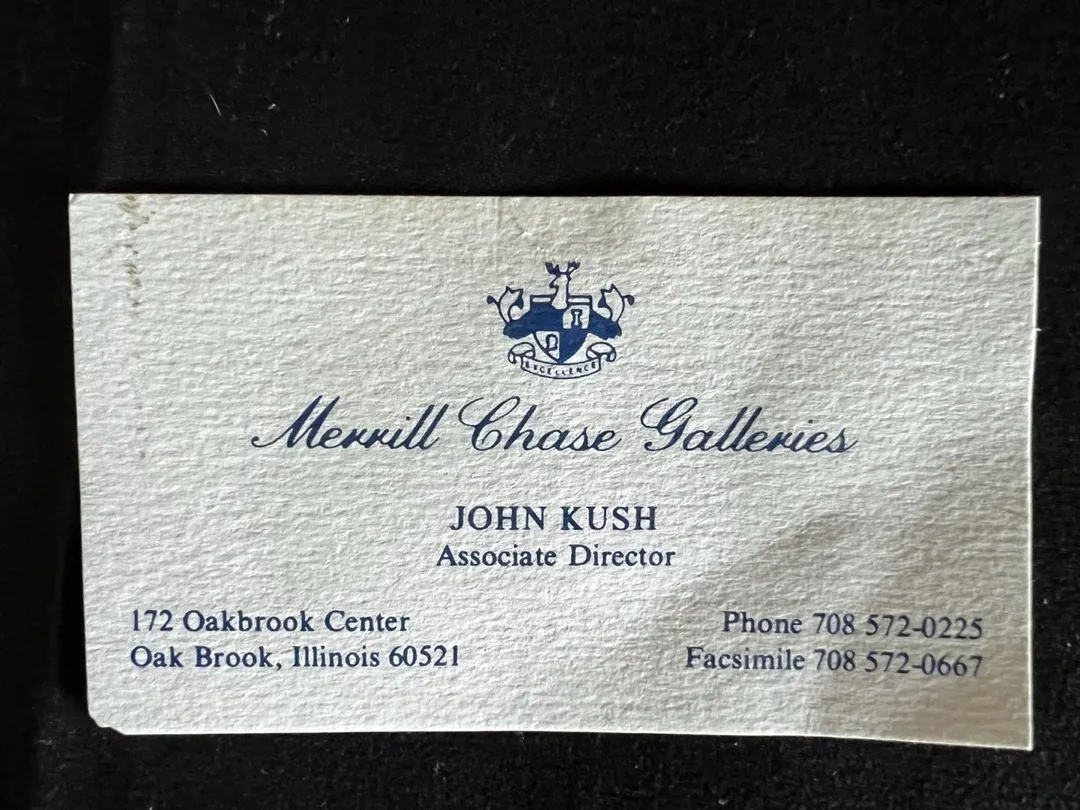 EXCELLENCE
Merrill Chase Galleries
JOHN KUSH
Associate Director
172 Oakbrook Center
Oak Brook, Illinois 60521
Phone 708 572-0225
Facsimile 708 572-0667